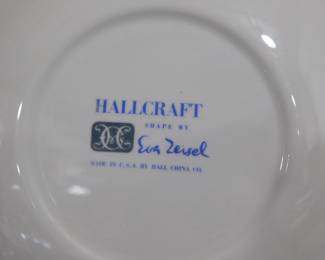 HALLCRAFT
SHAPE BY
Eva Zeisel
MADE IN U.S.A. BY HALL CHINA CO.